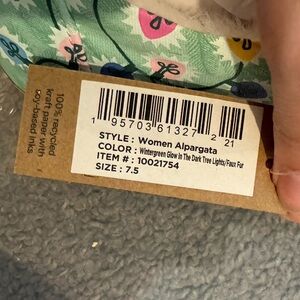 100% recycled
kraft paper with
soy-based inks
1 95703 61327 2 21
STYLE : Women Alpargata
COLOR : Wintergreen Glow In The Dark Tree Lights/Faux Fur
ITEM # : 10021754
SIZE : 7.5